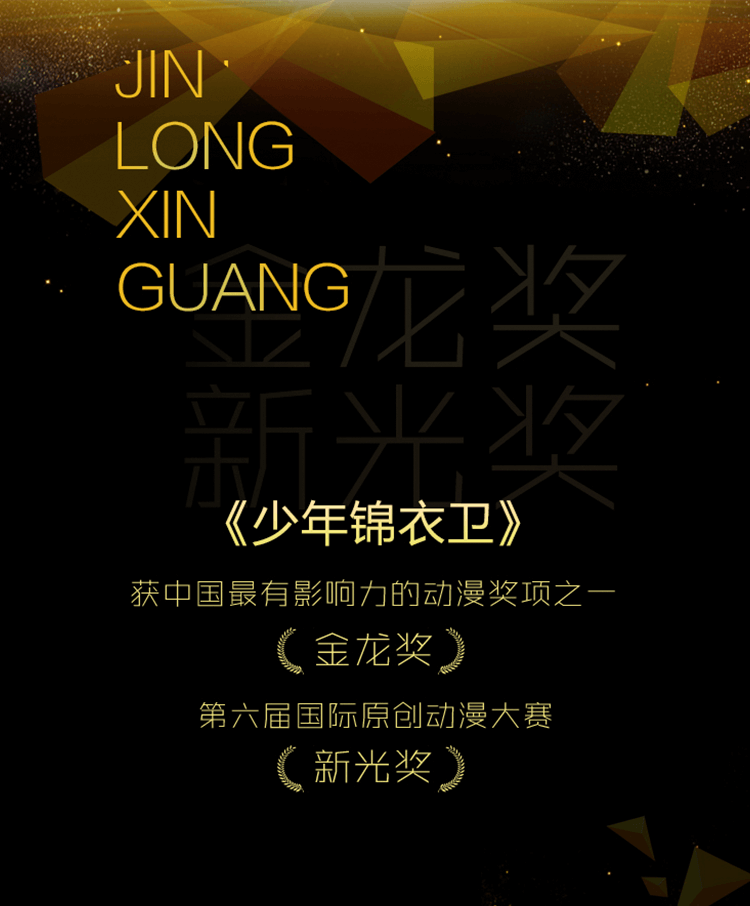 JIN
LONG
XIN
GUANG
金龙奖
新光奖
《少年锦衣卫》
获中国最有影响力的动漫奖项之一
金龙奖
第六届国际原创动漫大赛
新光奖